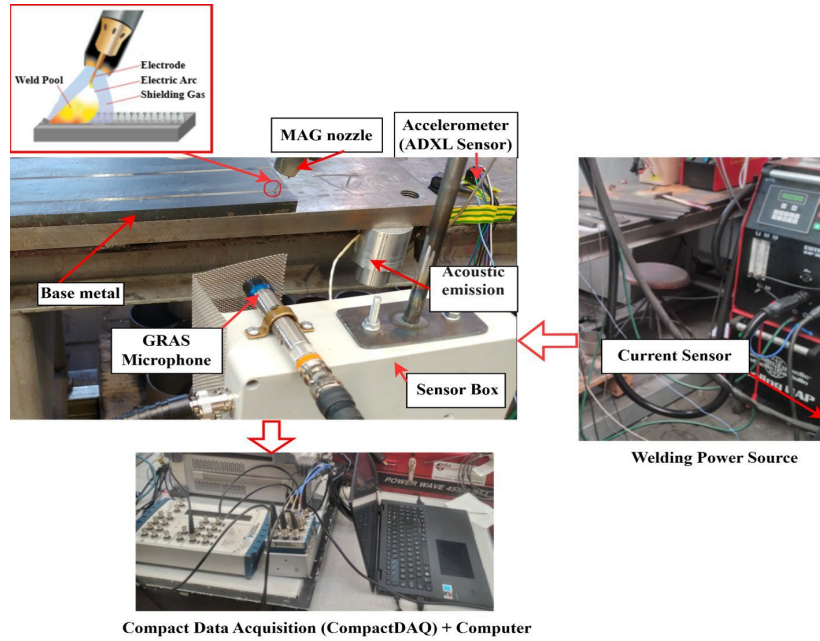 Electrode
Electric Arc
Shielding Gas
Weld Pool
MAG nozzle
Accelerometer
(ADXL Sensor)
Base metal
Acoustic
emission
GRAS
Microphone
Sensor Box
Current Sensor
Welding Power Source
POWER WAVE 455
Compact Data Acquisition (CompactDAQ) + Computer